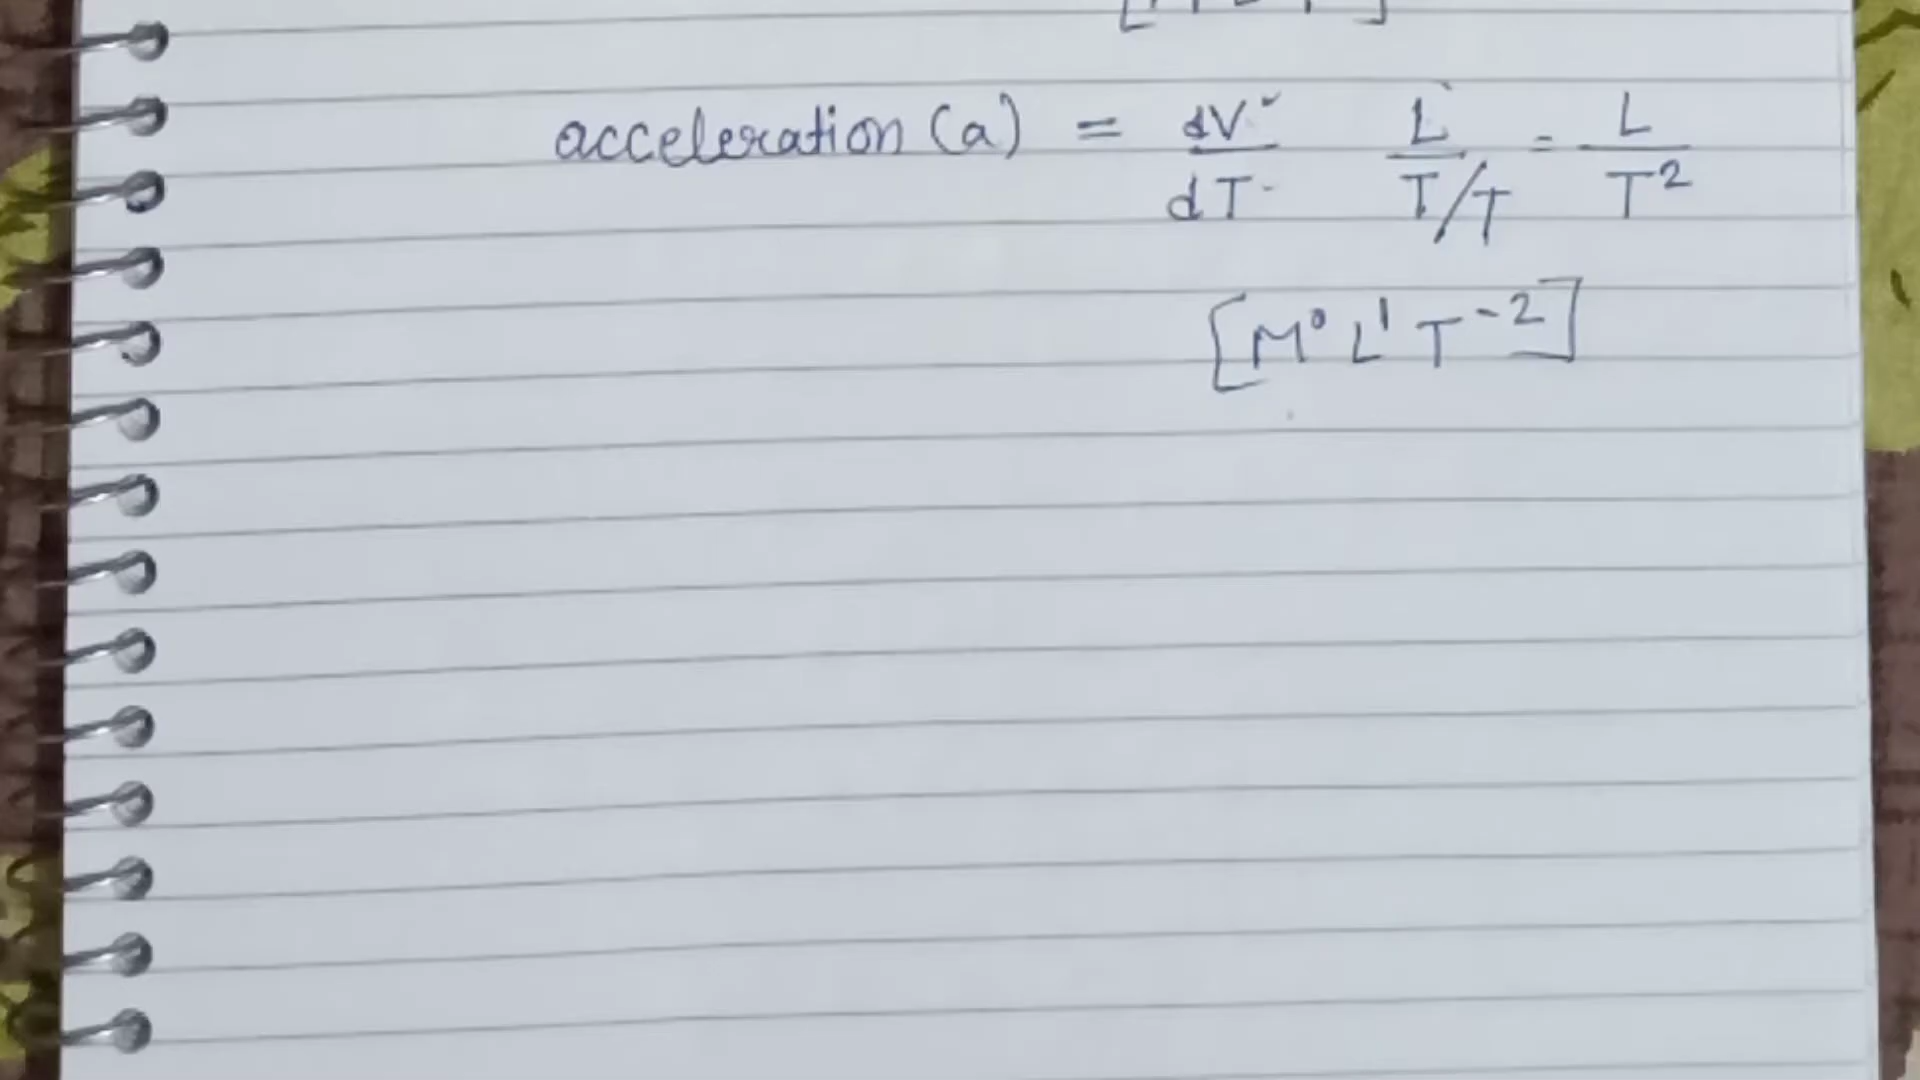 acceleration (a) = dV/dT L/T/T = L/T²
[M⁰ L¹ T⁻²]